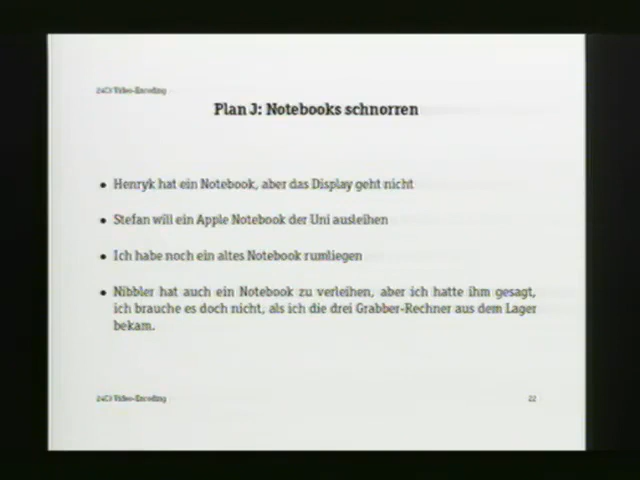 24C3 Video-Encoding
Plan J: Notebooks schnorren
• Henryk hat ein Notebook, aber das Display geht nicht
• Stefan will ein Apple Notebook der Uni ausleihen
• Ich habe noch ein altes Notebook rumliegen
• Nibbler hat auch ein Notebook zu verleihen, aber ich hatte ihm gesagt,
ich brauche es doch nicht, als ich die drei Grabber-Rechner aus dem Lager
bekam.
24C3 Video-Encoding
22